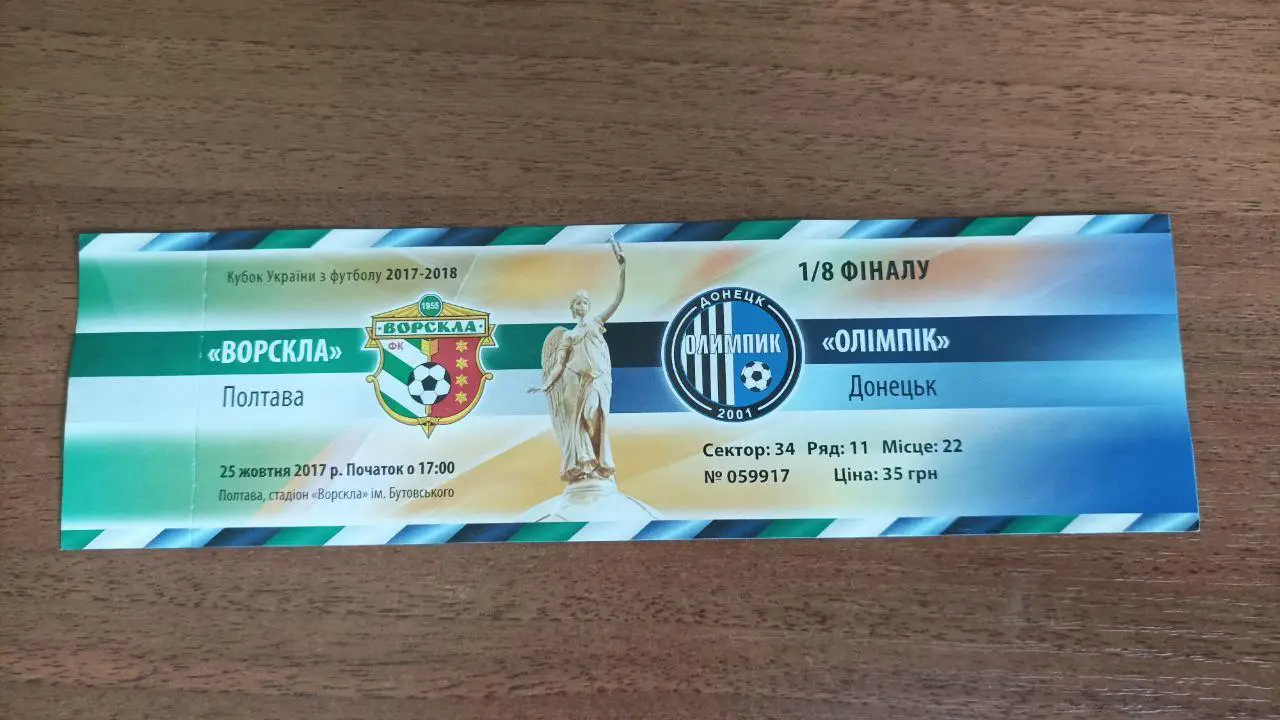 Кубок України з футболу 2017-2018
1/8 ФІНАЛУ
1955
ВОРСКЛА
ФК
ДОНЕЦК
ОЛИМПИК
2001
«ВОРСКЛА»
Полтава
«ОЛІМПІК»
Донецьк
25 жовтня 2017 р. Початок о 17:00
Полтава, стадіон «Ворскла» ім. Бутовського
Сектор: 34 Ряд: 11 Місце: 22
№ 059917 Ціна: 35 грн